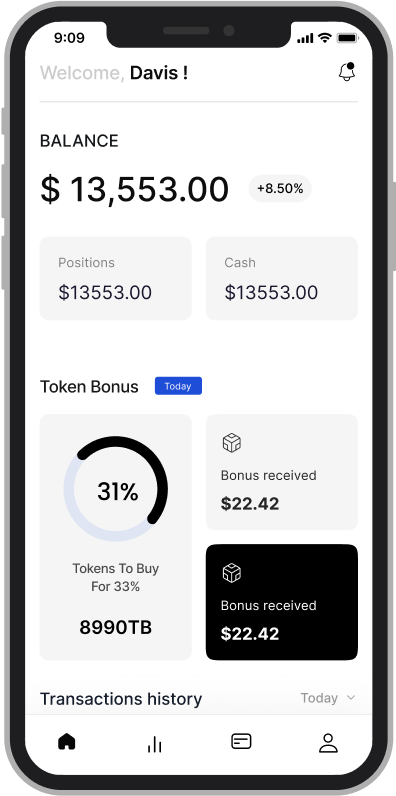 9:09
Welcome, Davis !
BALANCE
$ 13,553.00 +8.50%
Positions
$13553.00
Cash
$13553.00
Token Bonus Today
31%
Tokens To Buy
For 33%
8990TB
Bonus received
$22.42
Bonus received
$22.42
Transactions history Today